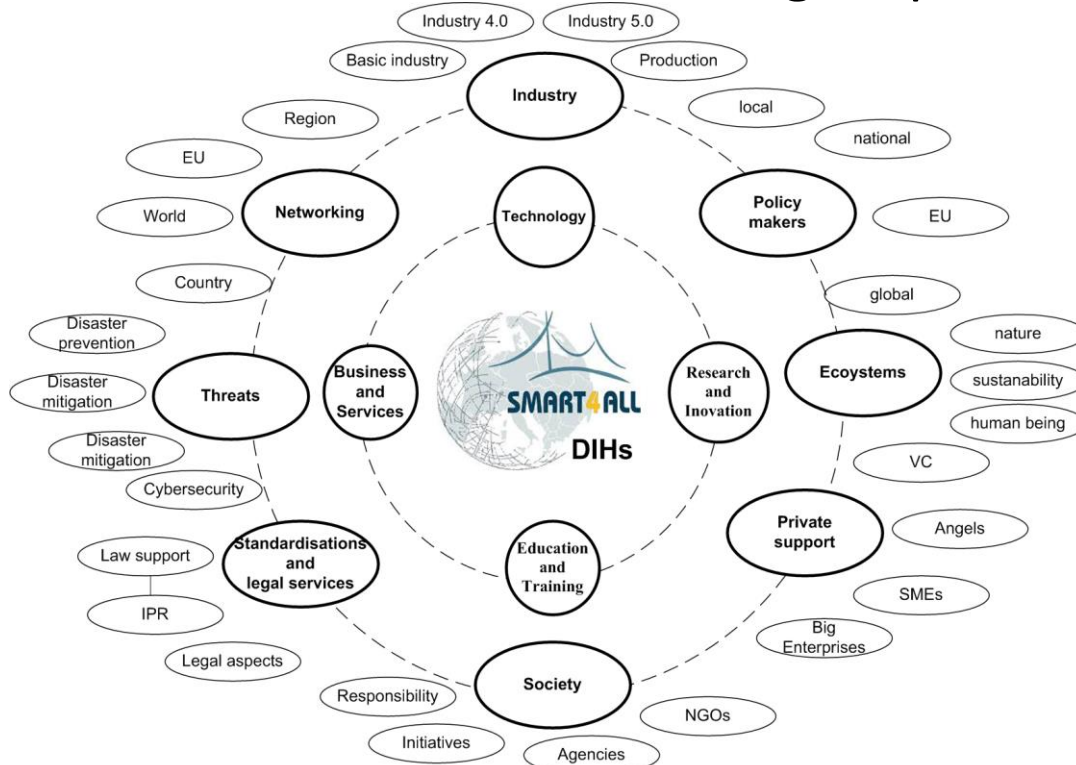 Industry 4.0
Industry 5.0
Basic industry
Production
Industry
local
Region
national
EU
Networking
Technology
Policy
makers
World
EU
Country
global
Disaster
prevention
nature
Threats
Business
and
Services
SMART4ALL
DIHs
Research
and
Inovation
Ecoystems
Disaster
mitigation
sustanability
human being
Disaster
mitigation
VC
Cybersecurity
Private
support
Angels
Standardisations
and
legal services
Education
and
Training
Law support
SMEs
IPR
Big
Enterprises
Legal aspects
Society
Responsibility
NGOs
Initiatives
Agencies